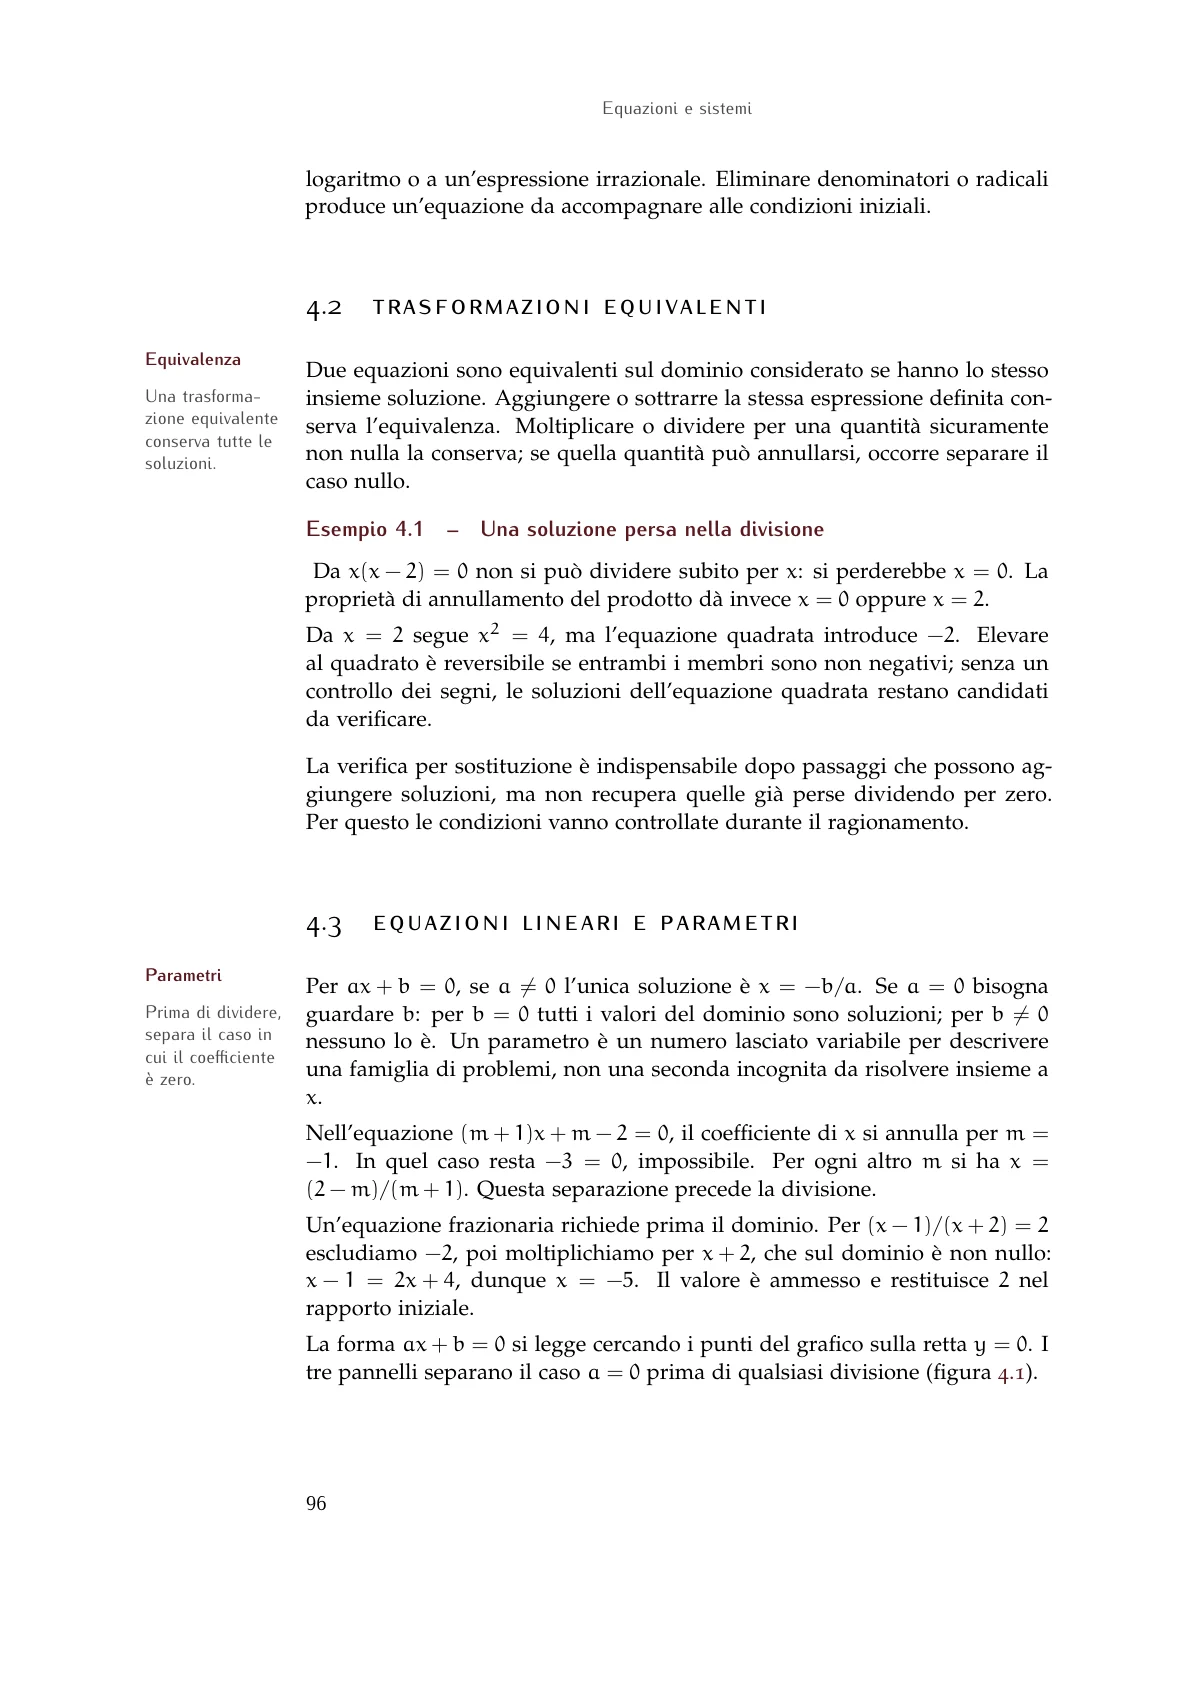 Equazioni e sistemi
logaritmo o a un'espressione irrazionale. Eliminare denominatori o radicali
produce un'equazione da accompagnare alle condizioni iniziali.
4.2 TRASFORMAZIONI EQUIVALENTI
Equivalenza
Una trasforma-
zione equivalente
conserva tutte le
soluzioni.
Due equazioni sono equivalenti sul dominio considerato se hanno lo stesso
insieme soluzione. Aggiungere o sottrarre la stessa espressione definita con-
serva l'equivalenza. Moltiplicare o dividere per una quantità sicuramente
non nulla la conserva; se quella quantità può annullarsi, occorre separare il
caso nullo.
Esempio 4.1 – Una soluzione persa nella divisione
Da x(x − 2) = 0 non si può dividere subito per x: si perderebbe x = 0. La
proprietà di annullamento del prodotto dà invece x = 0 oppure x = 2.
Da x = 2 segue x² = 4, ma l'equazione quadrata introduce −2. Elevare
al quadrato è reversibile se entrambi i membri sono non negativi; senza un
controllo dei segni, le soluzioni dell'equazione quadrata restano candidati
da verificare.
La verifica per sostituzione è indispensabile dopo passaggi che possono ag-
giungere soluzioni, ma non recupera quelle già perse dividendo per zero.
Per questo le condizioni vanno controllate durante il ragionamento.
4.3 EQUAZIONI LINEARI E PARAMETRI
Parametri
Prima di dividere,
separa il caso in
cui il coefficiente
è zero.
Per ax + b = 0, se a ≠ 0 l'unica soluzione è x = −b/a. Se a = 0 bisogna
guardare b: per b = 0 tutti i valori del dominio sono soluzioni; per b ≠ 0
nessuno lo è. Un parametro è un numero lasciato variabile per descrivere
una famiglia di problemi, non una seconda incognita da risolvere insieme a
x.
Nell'equazione (m + 1)x + m − 2 = 0, il coefficiente di x si annulla per m =
−1. In quel caso resta −3 = 0, impossibile. Per ogni altro m si ha x =
(2 − m)/(m + 1). Questa separazione precede la divisione.
Un'equazione frazionaria richiede prima il dominio. Per (x − 1)/(x + 2) = 2
escludiamo −2, poi moltiplichiamo per x + 2, che sul dominio è non nullo:
x − 1 = 2x + 4, dunque x = −5. Il valore è ammesso e restituisce 2 nel
rapporto iniziale.
La forma ax + b = 0 si legge cercando i punti del grafico sulla retta y = 0. I
tre pannelli separano il caso a = 0 prima di qualsiasi divisione (figura 4.1).
96